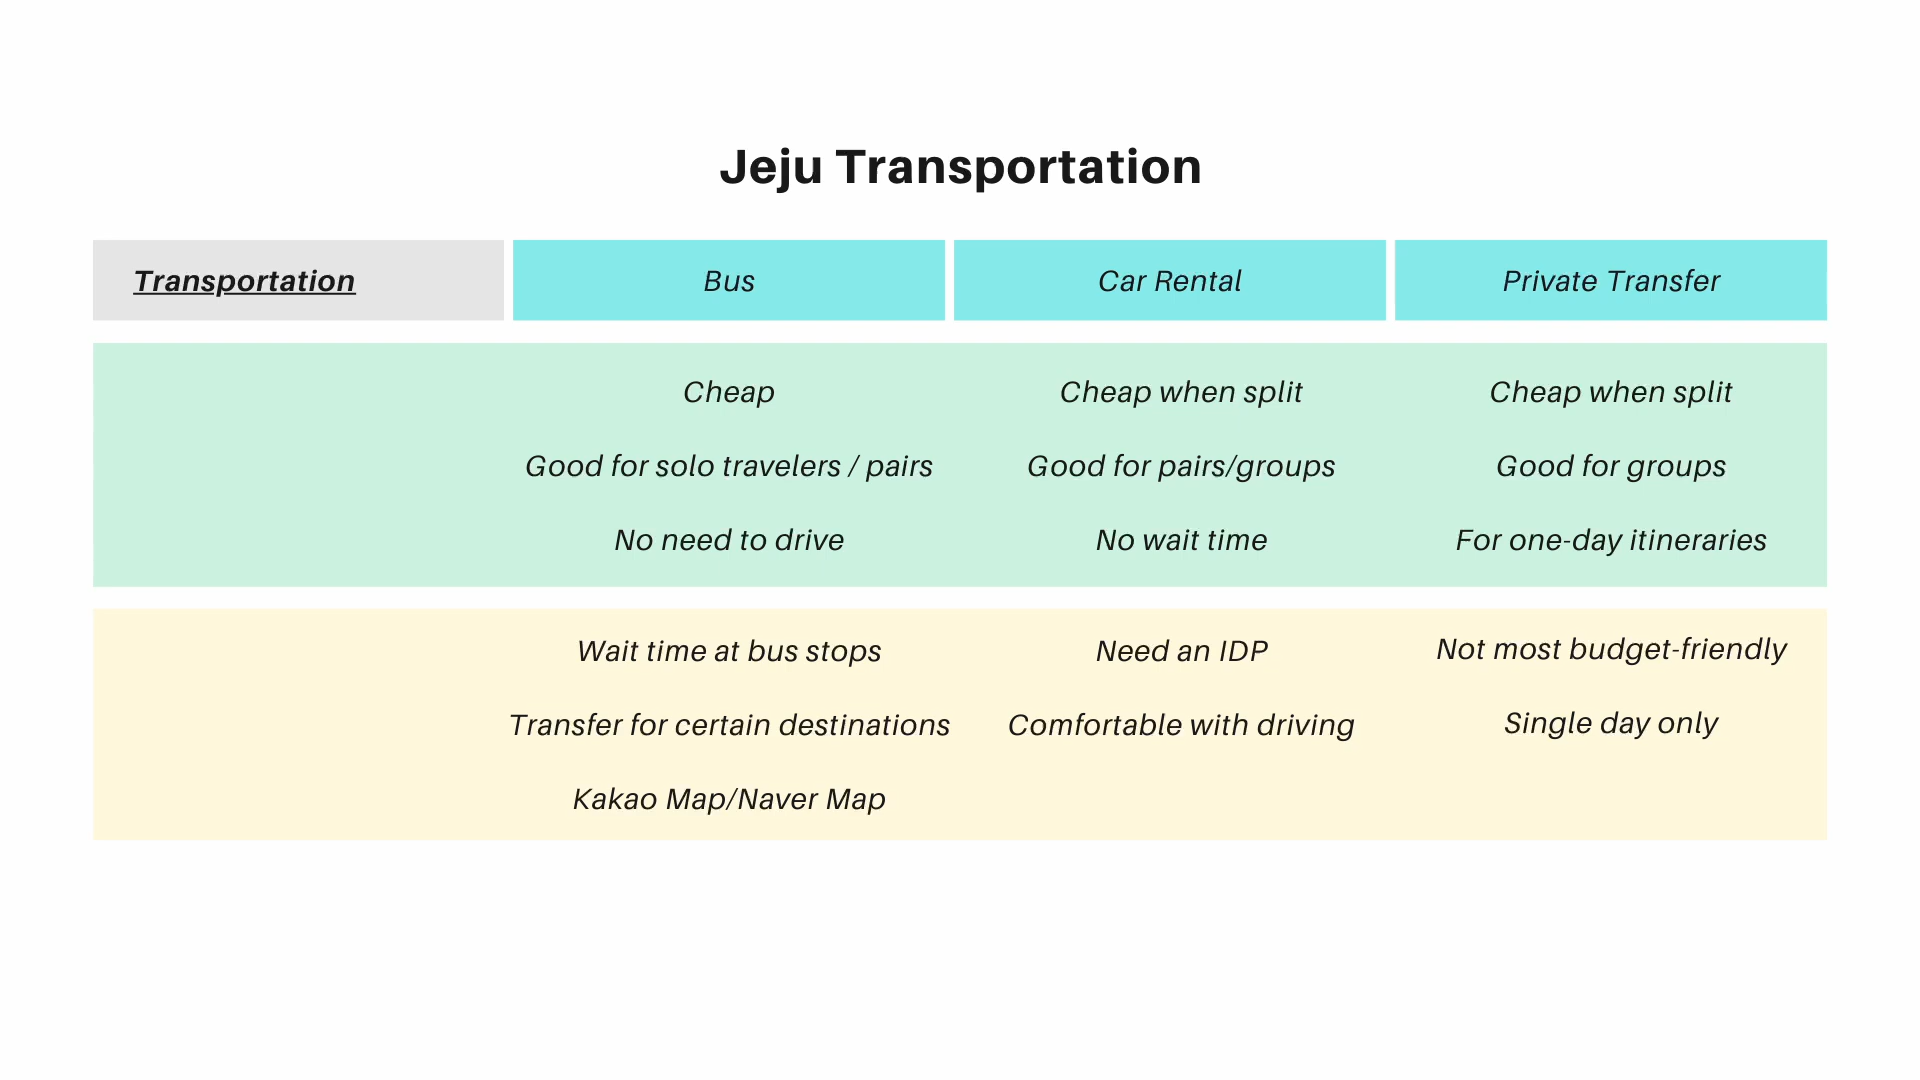 Jeju Transportation
Transportation Bus Car Rental Private Transfer
Cheap Cheap when split Cheap when split
Good for solo travelers / pairs Good for pairs/groups Good for groups
No need to drive No wait time For one-day itineraries
Wait time at bus stops Need an IDP Not most budget-friendly
Transfer for certain destinations Comfortable with driving Single day only
Kakao Map/Naver Map